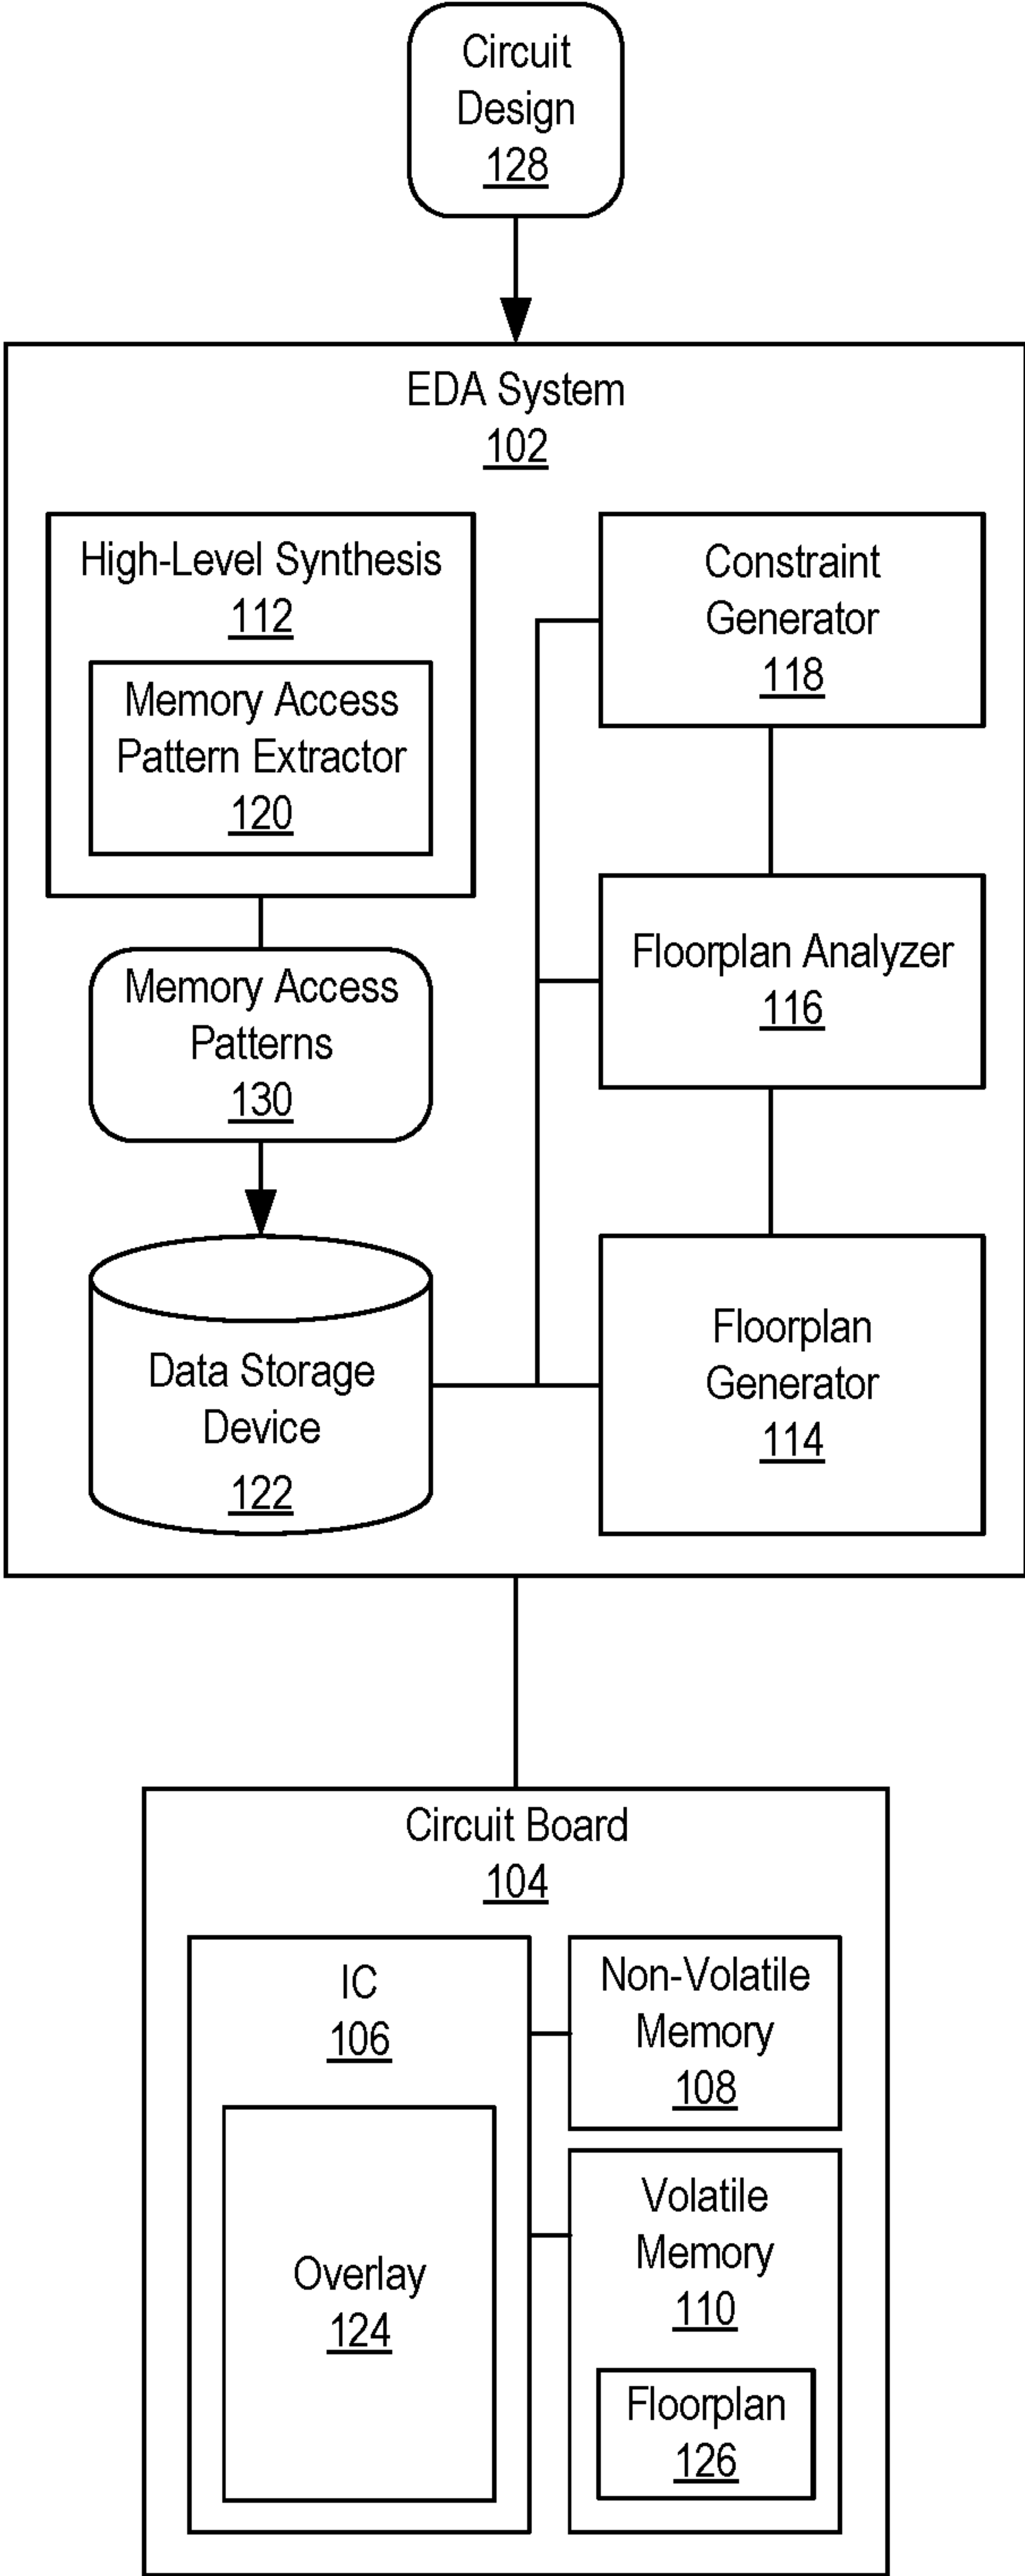 Circuit
Design
128
EDA System
102
High-Level Synthesis
112
Memory Access
Pattern Extractor
120
Memory Access
Patterns
130
Data Storage
Device
122
Constraint
Generator
118
Floorplan Analyzer
116
Floorplan
Generator
114
Circuit Board
104
IC
106
Overlay
124
Non-Volatile
Memory
108
Volatile
Memory
110
Floorplan
126